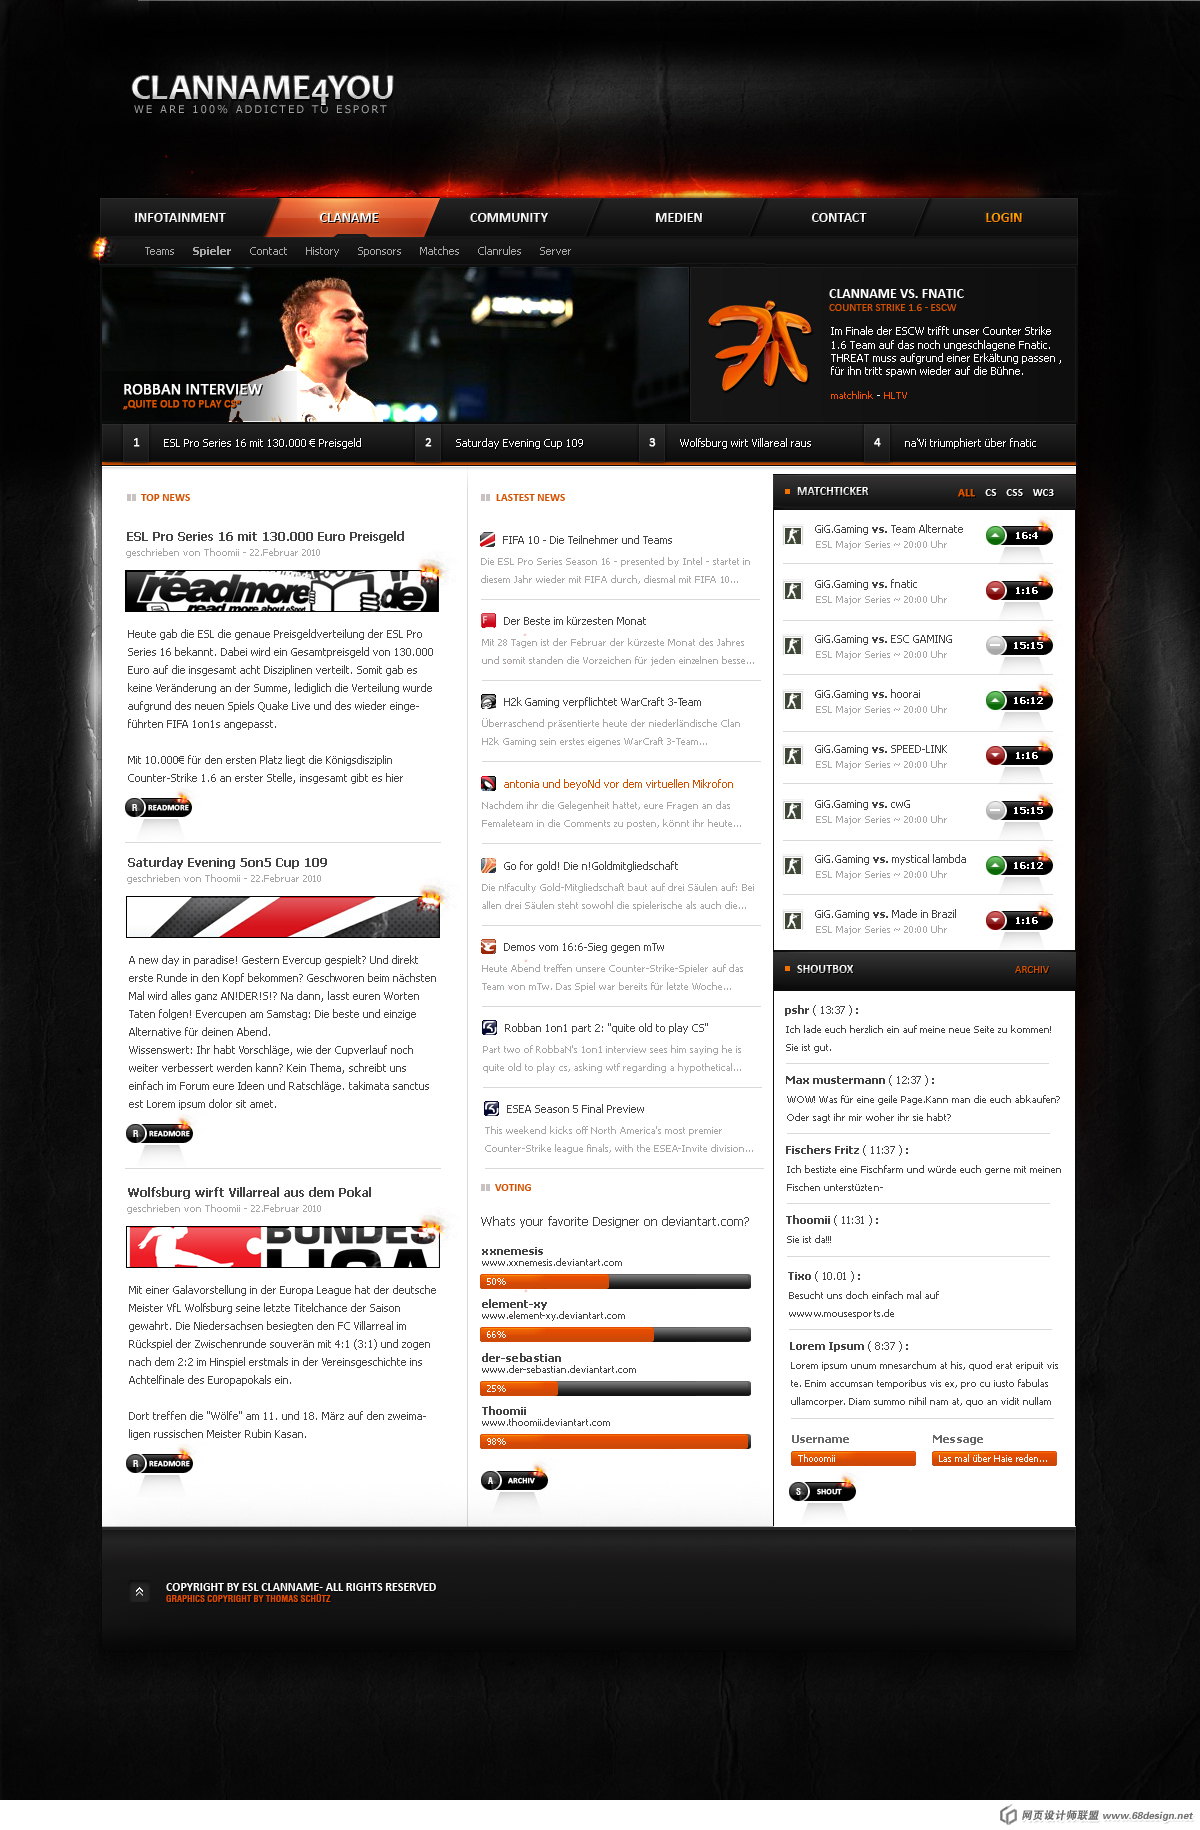 CLANNAME4YOU
WE ARE 100% ADDICTED TO ESPORT
INFOTAINMENT
CLANAME
COMMUNITY
MEDIEN
CONTACT
LOGIN
Teams
Spieler
Contact
History
Sponsors
Matches
Clanrules
Server
ROBBAN INTERVIEW
„QUITE OLD TO PLAY CS“
CLANNAME VS. FNATIC
COUNTER STRIKE 1.6 - ESCW
Im Finale der ESCW trifft unser Counter Strike
1.6 Team auf das noch ungeschlagene Fnatic.
THREAT muss aufgrund einer Erkältung passen ,
für ihn tritt spawn wieder auf die Bühne.
matchlink - HLTV
1 ESL Pro Series 16 mit 130.000 € Preisgeld
2 Saturday Evening Cup 109
3 Wolfsburg wirt Villareal raus
4 na'Vi triumphiert über fnatic
TOP NEWS
ESL Pro Series 16 mit 130.000 Euro Preisgeld
geschrieben von Thoomii - 22.Februar 2010
readmore.de
read more about eSport
Heute gab die ESL die genaue Preisgeldverteilung der ESL Pro
Series 16 bekannt. Dabei wird ein Gesamtpreisgeld von 130.000
Euro auf die insgesamt acht Disziplinen verteilt. Somit gab es
keine Veränderung an der Summe, lediglich die Verteilung wurde
aufgrund des neuen Spiels Quake Live und des wieder einge-
führten FIFA 1on1s angepasst.
Mit 10.000€ für den ersten Platz liegt die Königsdisziplin
Counter-Strike 1.6 an erster Stelle, insgesamt gibt es hier
R READMORE
Saturday Evening 5on5 Cup 109
geschrieben von Thoomii - 22.Februar 2010
A new day in paradise! Gestern Evercup gespielt? Und direkt
erste Runde in den Kopf bekommen? Geschworen beim nächsten
Mal wird alles ganz AN!DER!S!? Na dann, lasst euren Worten
Taten folgen! Evercupen am Samstag: Die beste und einzige
Alternative für deinen Abend.
Wissenswert: Ihr habt Vorschläge, wie der Cupverlauf noch
weiter verbessert werden kann? Kein Thema, schreibt uns
einfach im Forum eure Ideen und Ratschläge. takimata sanctus
est Lorem ipsum dolor sit amet.
R READMORE
Wolfsburg wirft Villarreal aus dem Pokal
geschrieben von Thoomii - 22.Februar 2010
BUNDES
LIGA
Mit einer Galavorstellung in der Europa League hat der deutsche
Meister VfL Wolfsburg seine letzte Titelchance der Saison
gewahrt. Die Niedersachsen besiegten den FC Villarreal im
Rückspiel der Zwischenrunde souverän mit 4:1 (3:1) und zogen
nach dem 2:2 im Hinspiel erstmals in der Vereinsgeschichte ins
Achtelfinale des Europapokals ein.
Dort treffen die "Wölfe" am 11. und 18. März auf den zweima-
ligen russischen Meister Rubin Kasan.
R READMORE
LASTEST NEWS
FIFA 10 - Die Teilnehmer und Teams
Die ESL Pro Series Season 16 - presented by Intel - startet in
diesem Jahr wieder mit FIFA durch, diesmal mit FIFA 10...
Der Beste im kürzesten Monat
Mit 28 Tagen ist der Februar der kürzeste Monat des Jahres
und somit standen die Vorzeichen für jeden einzelnen besse...
H2k Gaming verpflichtet WarCraft 3-Team
Überraschend präsentierte heute der niederländische Clan
H2k Gaming sein erstes eigenes WarCraft 3-Team...
antonia und beyoNd vor dem virtuellen Mikrofon
Nachdem ihr die Gelegenheit hattet, eure Fragen an das
Femaleteam in die Comments zu posten, könnt ihr heute...
Go for gold! Die n!Goldmitgliedschaft
Die n!faculty Gold-Mitgliedschaft baut auf drei Säulen auf: Bei
allen drei Säulen steht sowohl die spielerische als auch die...
Demos vom 16:6-Sieg gegen mTw
Heute Abend treffen unsere Counter-Strike-Spieler auf das
Team von mTw. Das Spiel war bereits für letzte Woche...
Robban 1on1 part 2: "quite old to play CS"
Part two of RobbaN's 1on1 interview sees him saying he is
quite old to play cs, asking wtf regarding a hypothetical...
ESEA Season 5 Final Preview
This weekend kicks off North America's most premier
Counter-Strike league finals, with the ESEA-Invite division...
VOTING
Whats your favorite Designer on deviantart.com?
xxnemesis
www.xxnemesis.deviantart.com
50%
element-xy
www.element-xy.deviantart.com
66%
der-sebastian
www.der-sebastian.deviantart.com
25%
Thoomii
www.thoomii.deviantart.com
98%
A ARCHIV
MATCHTICKER
ALL CS CSS WC3
GiG.Gaming vs. Team Alternate
ESL Major Series ~ 20:00 Uhr
16:4
GiG.Gaming vs. fnatic
ESL Major Series ~ 20:00 Uhr
1:16
GiG.Gaming vs. ESC GAMING
ESL Major Series ~ 20:00 Uhr
15:15
GiG.Gaming vs. hoorai
ESL Major Series ~ 20:00 Uhr
16:12
GiG.Gaming vs. SPEED-LINK
ESL Major Series ~ 20:00 Uhr
1:16
GiG.Gaming vs. cwG
ESL Major Series ~ 20:00 Uhr
15:15
GiG.Gaming vs. mystical lambda
ESL Major Series ~ 20:00 Uhr
16:12
GiG.Gaming vs. Made in Brazil
ESL Major Series ~ 20:00 Uhr
1:16
SHOUTBOX
ARCHIV
pshr ( 13:37 ) :
Ich lade euch herzlich ein auf meine neue Seite zu kommen!
Sie ist gut.
Max mustermann ( 12:37 ) :
WOW! Was für eine geile Page.Kann man die euch abkaufen?
Oder sagt ihr mir woher ihr sie habt?
Fischers Fritz ( 11:37 ) :
Ich bestizte eine Fischfarm und würde euch gerne mit meinen
Fischen unterstüzten-
Thoomii ( 11:31 ) :
Sie ist da!!!
Tixo ( 10.01 ) :
Besucht uns doch einfach mal auf
wwww.mousesports.de
Lorem Ipsum ( 8:37 ) :
Lorem ipsum unum mnesarchum at his, quod erat eripuit vis
te. Enim accumsan temporibus vis ex, pro cu iusto fabulas
ullamcorper. Diam summo nihil nam at, quo an vidit nullam
Username
Message
Thooomii
Las mal über Haie reden...
S SHOUT
COPYRIGHT BY ESL CLANNAME- ALL RIGHTS RESERVED
GRAPHICS COPYRIGHT BY THOMAS SCHÜTZ
网页设计师联盟 www.68design.net